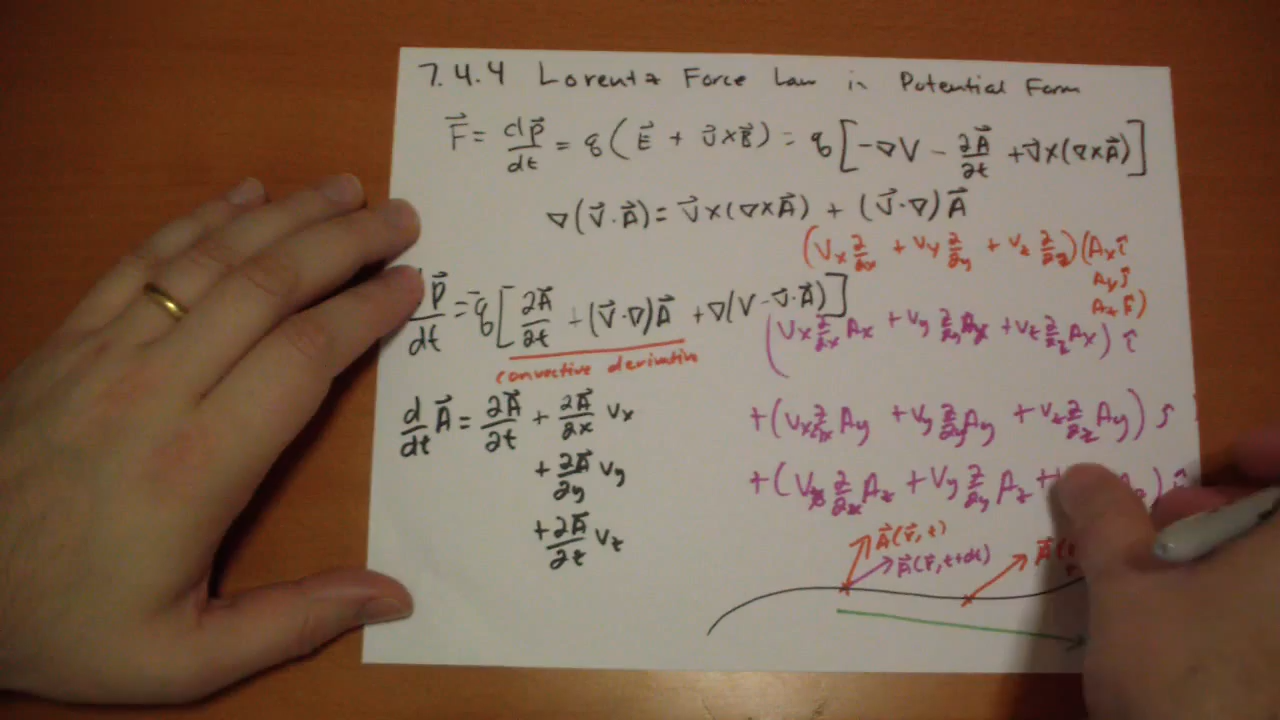 7.4.4 Lorentz Force Law in Potential Form
F⃗ = dp⃗/dt = q(E⃗ + v⃗×B⃗) = q[-∇V - ∂A⃗/∂t + v⃗×(∇×A⃗)]
∇(v⃗·A⃗) = v⃗×(∇×A⃗) + (v⃗·∇)A⃗
(Vx ∂/∂x + Vy ∂/∂y + Vz ∂/∂z)(Ax î
Ay ĵ
Az k̂)
dp⃗/dt = -q[∂A⃗/∂t + (v⃗·∇)A⃗ + ∇(V - v⃗·A⃗)]
(Vx ∂/∂x Ax + Vy ∂/∂y Ax + Vz ∂/∂z Ax) î
convective derivative
d/dt A⃗ = ∂A⃗/∂t + ∂A⃗/∂x Vx
+ (Vx ∂/∂x Ay + Vy ∂/∂y Ay + Vz ∂/∂z Ay) ĵ
+ ∂A⃗/∂y Vy
+ (Vx ∂/∂x Az + Vy ∂/∂y Az +
+ ∂A⃗/∂t Vz
A⃗(r⃗, t)
A⃗(r⃗, t+dt)
A⃗(